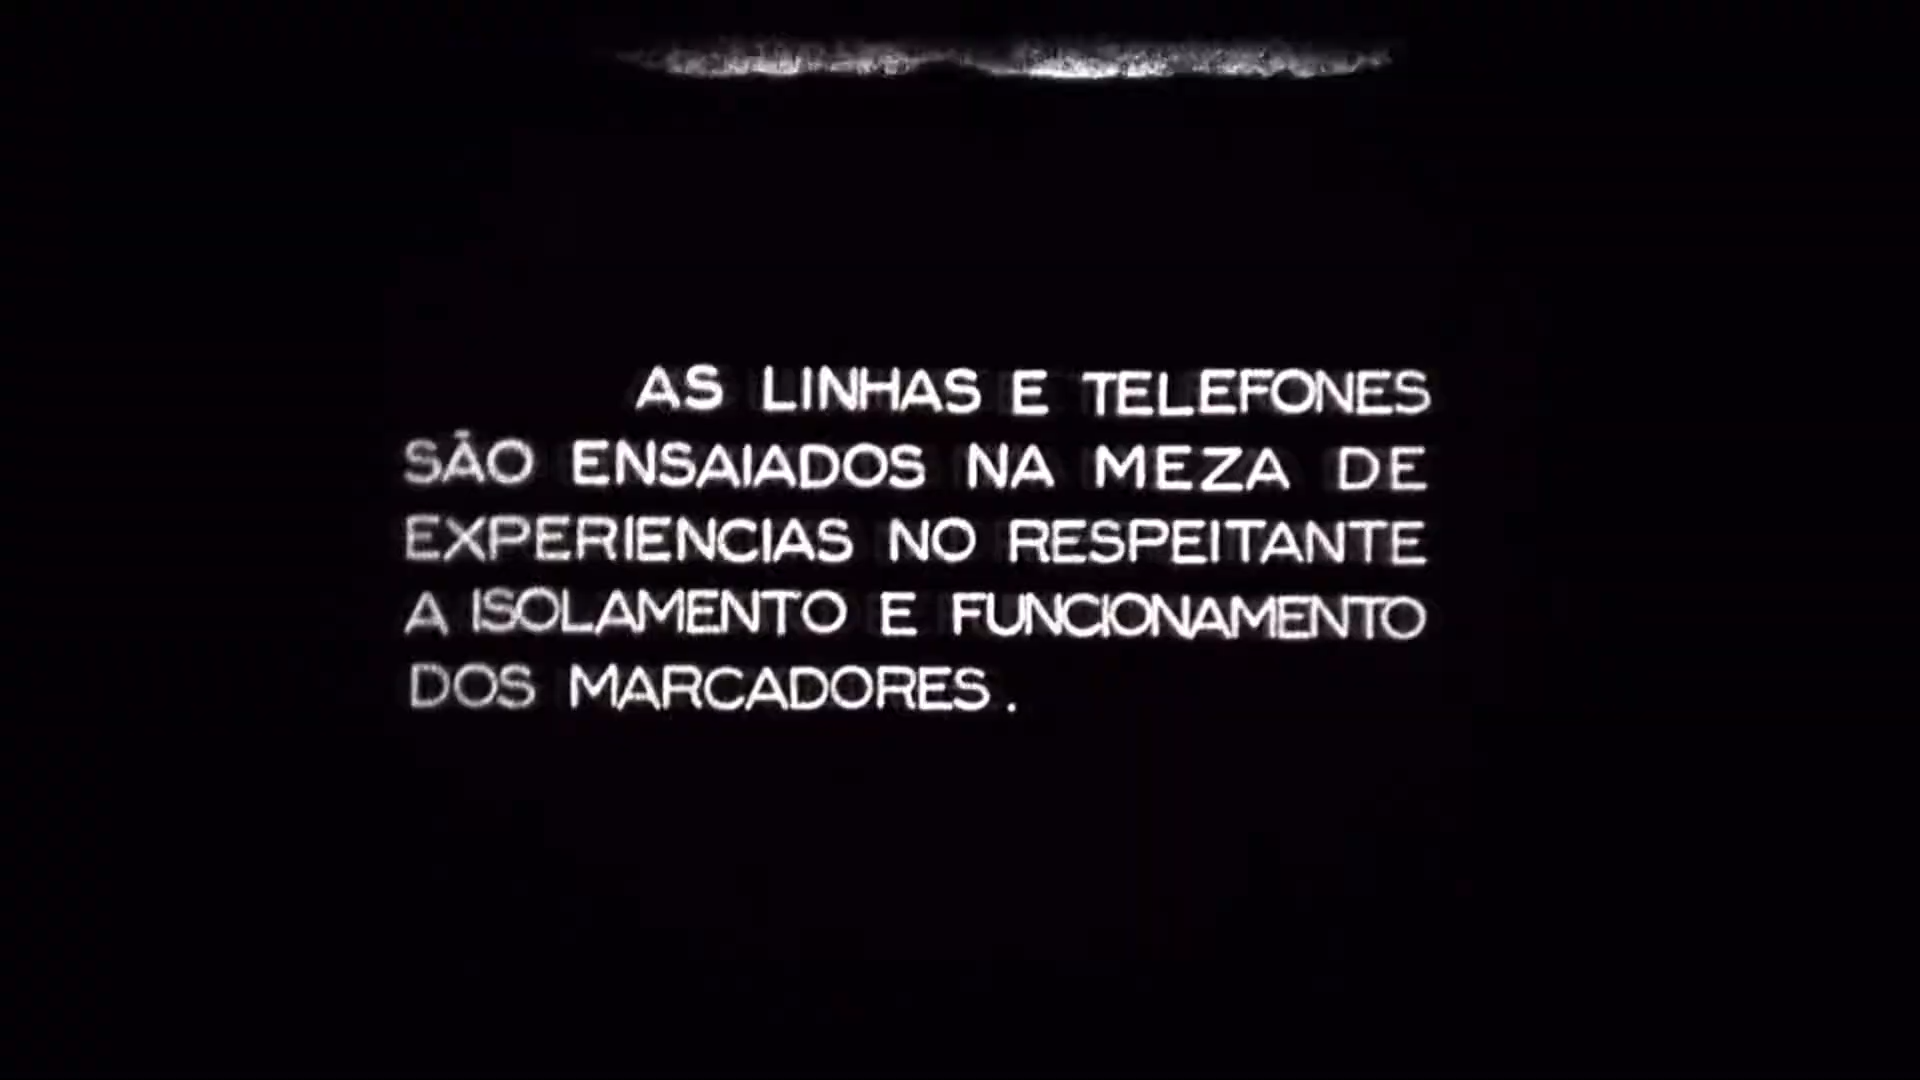 AS LINHAS E TELEFONES
SÃO ENSAIADOS NA MEZA DE
EXPERIENCIAS NO RESPEITANTE
A ISOLAMENTO E FUNCIONAMENTO
DOS MARCADORES.